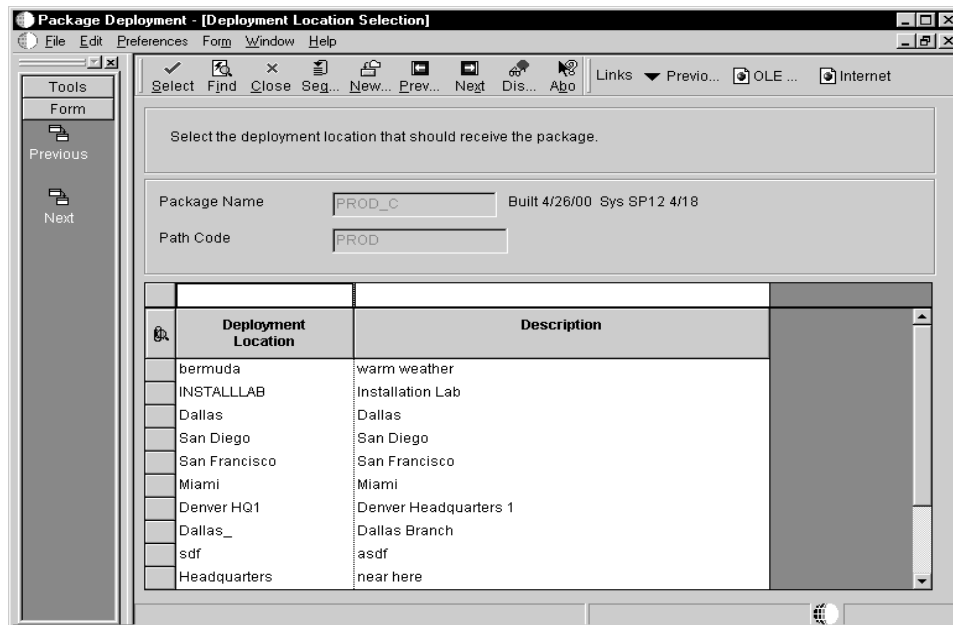 Package Deployment - [Deployment Location Selection]
File Edit Preferences Form Window Help
Tools
Form
Previous
Next
Select Find Close Seq... New... Prev... Next Dis... Abo Links Previo... OLE ... Internet
Select the deployment location that should receive the package.
Package Name PROD_C Built 4/26/00 Sys SP12 4/18
Path Code PROD
Deployment Location Description
bermuda warm weather
INSTALLLAB Installation Lab
Dallas Dallas
San Diego San Diego
San Francisco San Francisco
Miami Miami
Denver HQ1 Denver Headquarters 1
Dallas_ Dallas Branch
sdf asdf
Headquarters near here